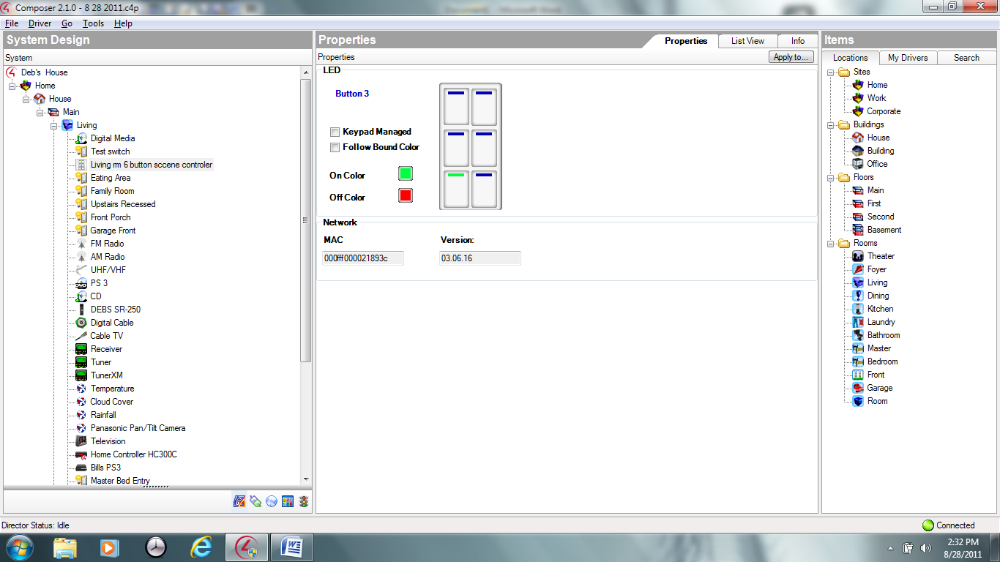 Composer 2.1.0 - 8 28 2011.c4p
File Driver Go Tools Help
System Design
System
Deb's House
Home
House
Main
Living
Digital Media
Test switch
Living rm 6 button sccene controler
Eating Area
Family Room
Upstairs Recessed
Front Porch
Garage Front
FM Radio
AM Radio
UHF/VHF
PS 3
CD
DEBS SR-250
Digital Cable
Cable TV
Receiver
Tuner
TunerXM
Temperature
Cloud Cover
Rainfall
Panasonic Pan/Tilt Camera
Television
Home Controller HC300C
Bills PS3
Master Bed Entry
Properties
Properties List View Info
Properties Apply to...
LED
Button 3
Keypad Managed
Follow Bound Color
On Color
Off Color
Network
MAC Version:
000fff000021893c 03.06.16
Items
Locations My Drivers Search
Sites
Home
Work
Corporate
Buildings
House
Building
Office
Floors
Main
First
Second
Basement
Rooms
Theater
Foyer
Living
Dining
Kitchen
Laundry
Bathroom
Master
Bedroom
Front
Garage
Room
Director Status: Idle
Connected
2:32 PM
8/28/2011